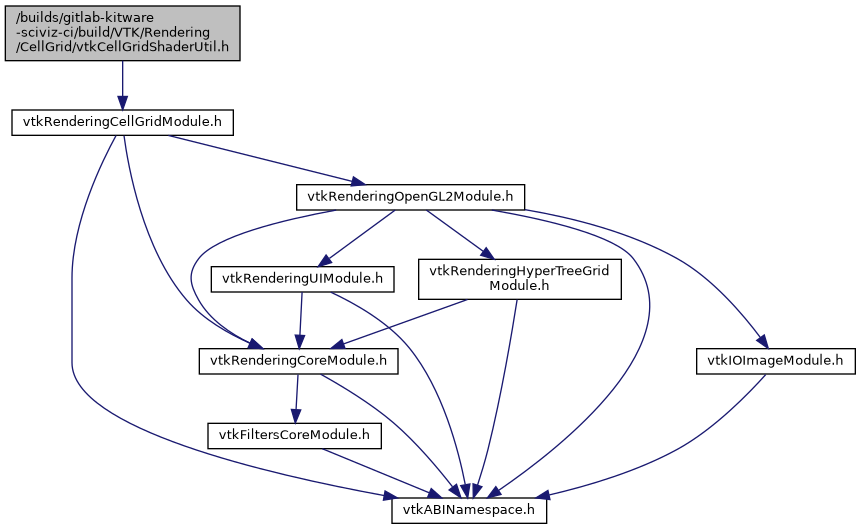 /builds/gitlab-kitware
-sciviz-ci/build/VTK/Rendering
/CellGrid/vtkCellGridShaderUtil.h
vtkRenderingCellGridModule.h
vtkRenderingOpenGL2Module.h
vtkRenderingUIModule.h
vtkRenderingHyperTreeGrid
Module.h
vtkRenderingCoreModule.h
vtkIOImageModule.h
vtkFiltersCoreModule.h
vtkABINamespace.h